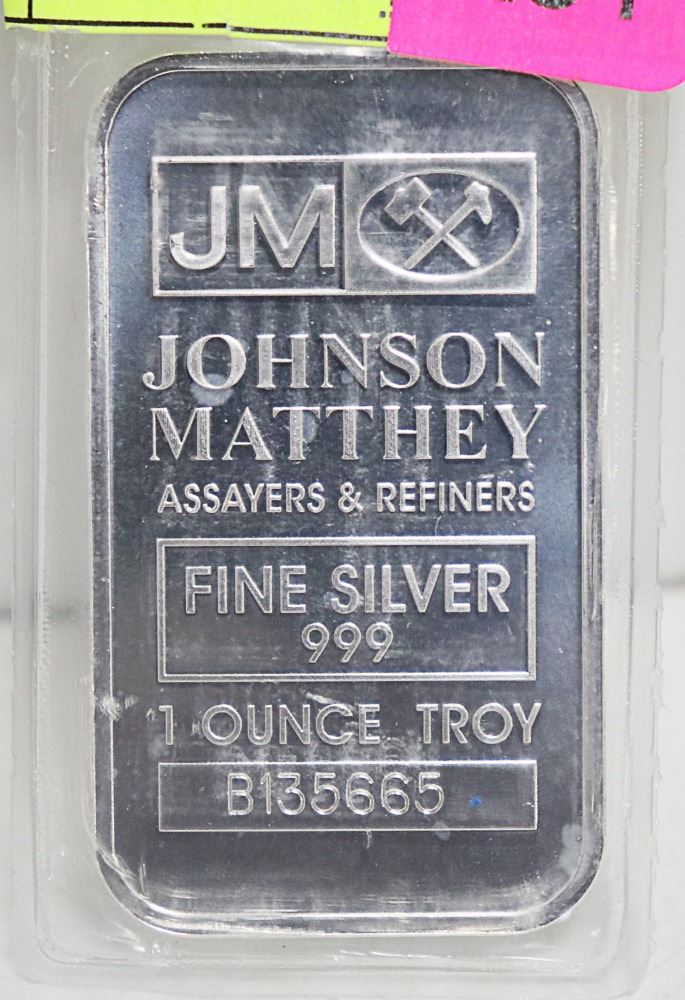 JM
JOHNSON
MATTHEY
ASSAYERS & REFINERS
FINE SILVER
999
1 OUNCE TROY
B135665